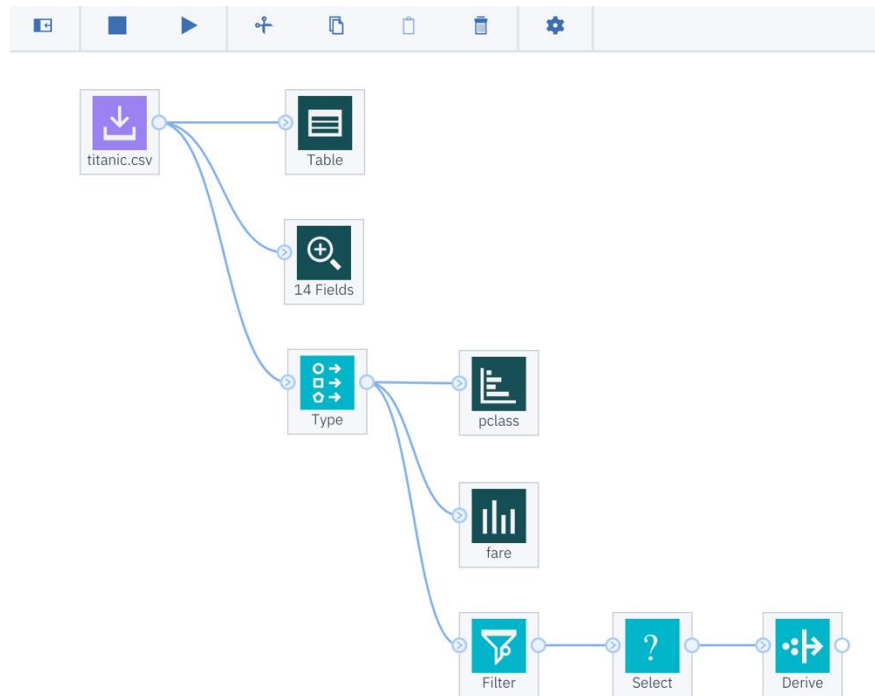 titanic.csv
Table
14 Fields
Type
pclass
fare
Filter
?
Select
Derive